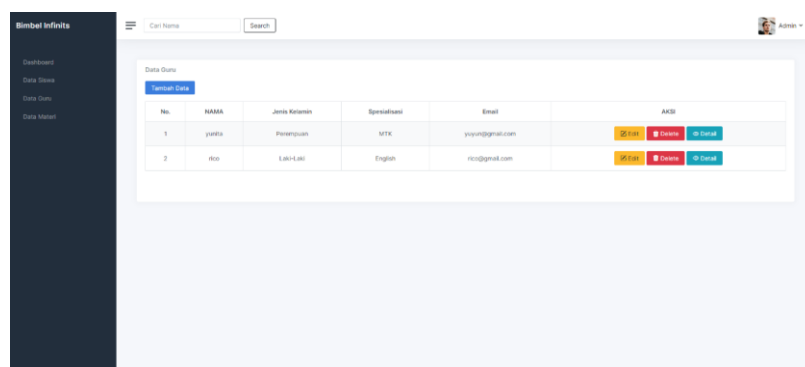 Bimbel Infinits
Cari Nama Search Admin
Dashboard
Data Siswa
Data Guru
Data Materi
Data Guru
Tambah Data
No. NAMA Jenis Kelamin Spesialisasi Email AKSI
1 yunita Perempuan MTK yuyun@gmail.com Edit Delete Detail
2 rico Laki-Laki English rico@gmail.com Edit Delete Detail